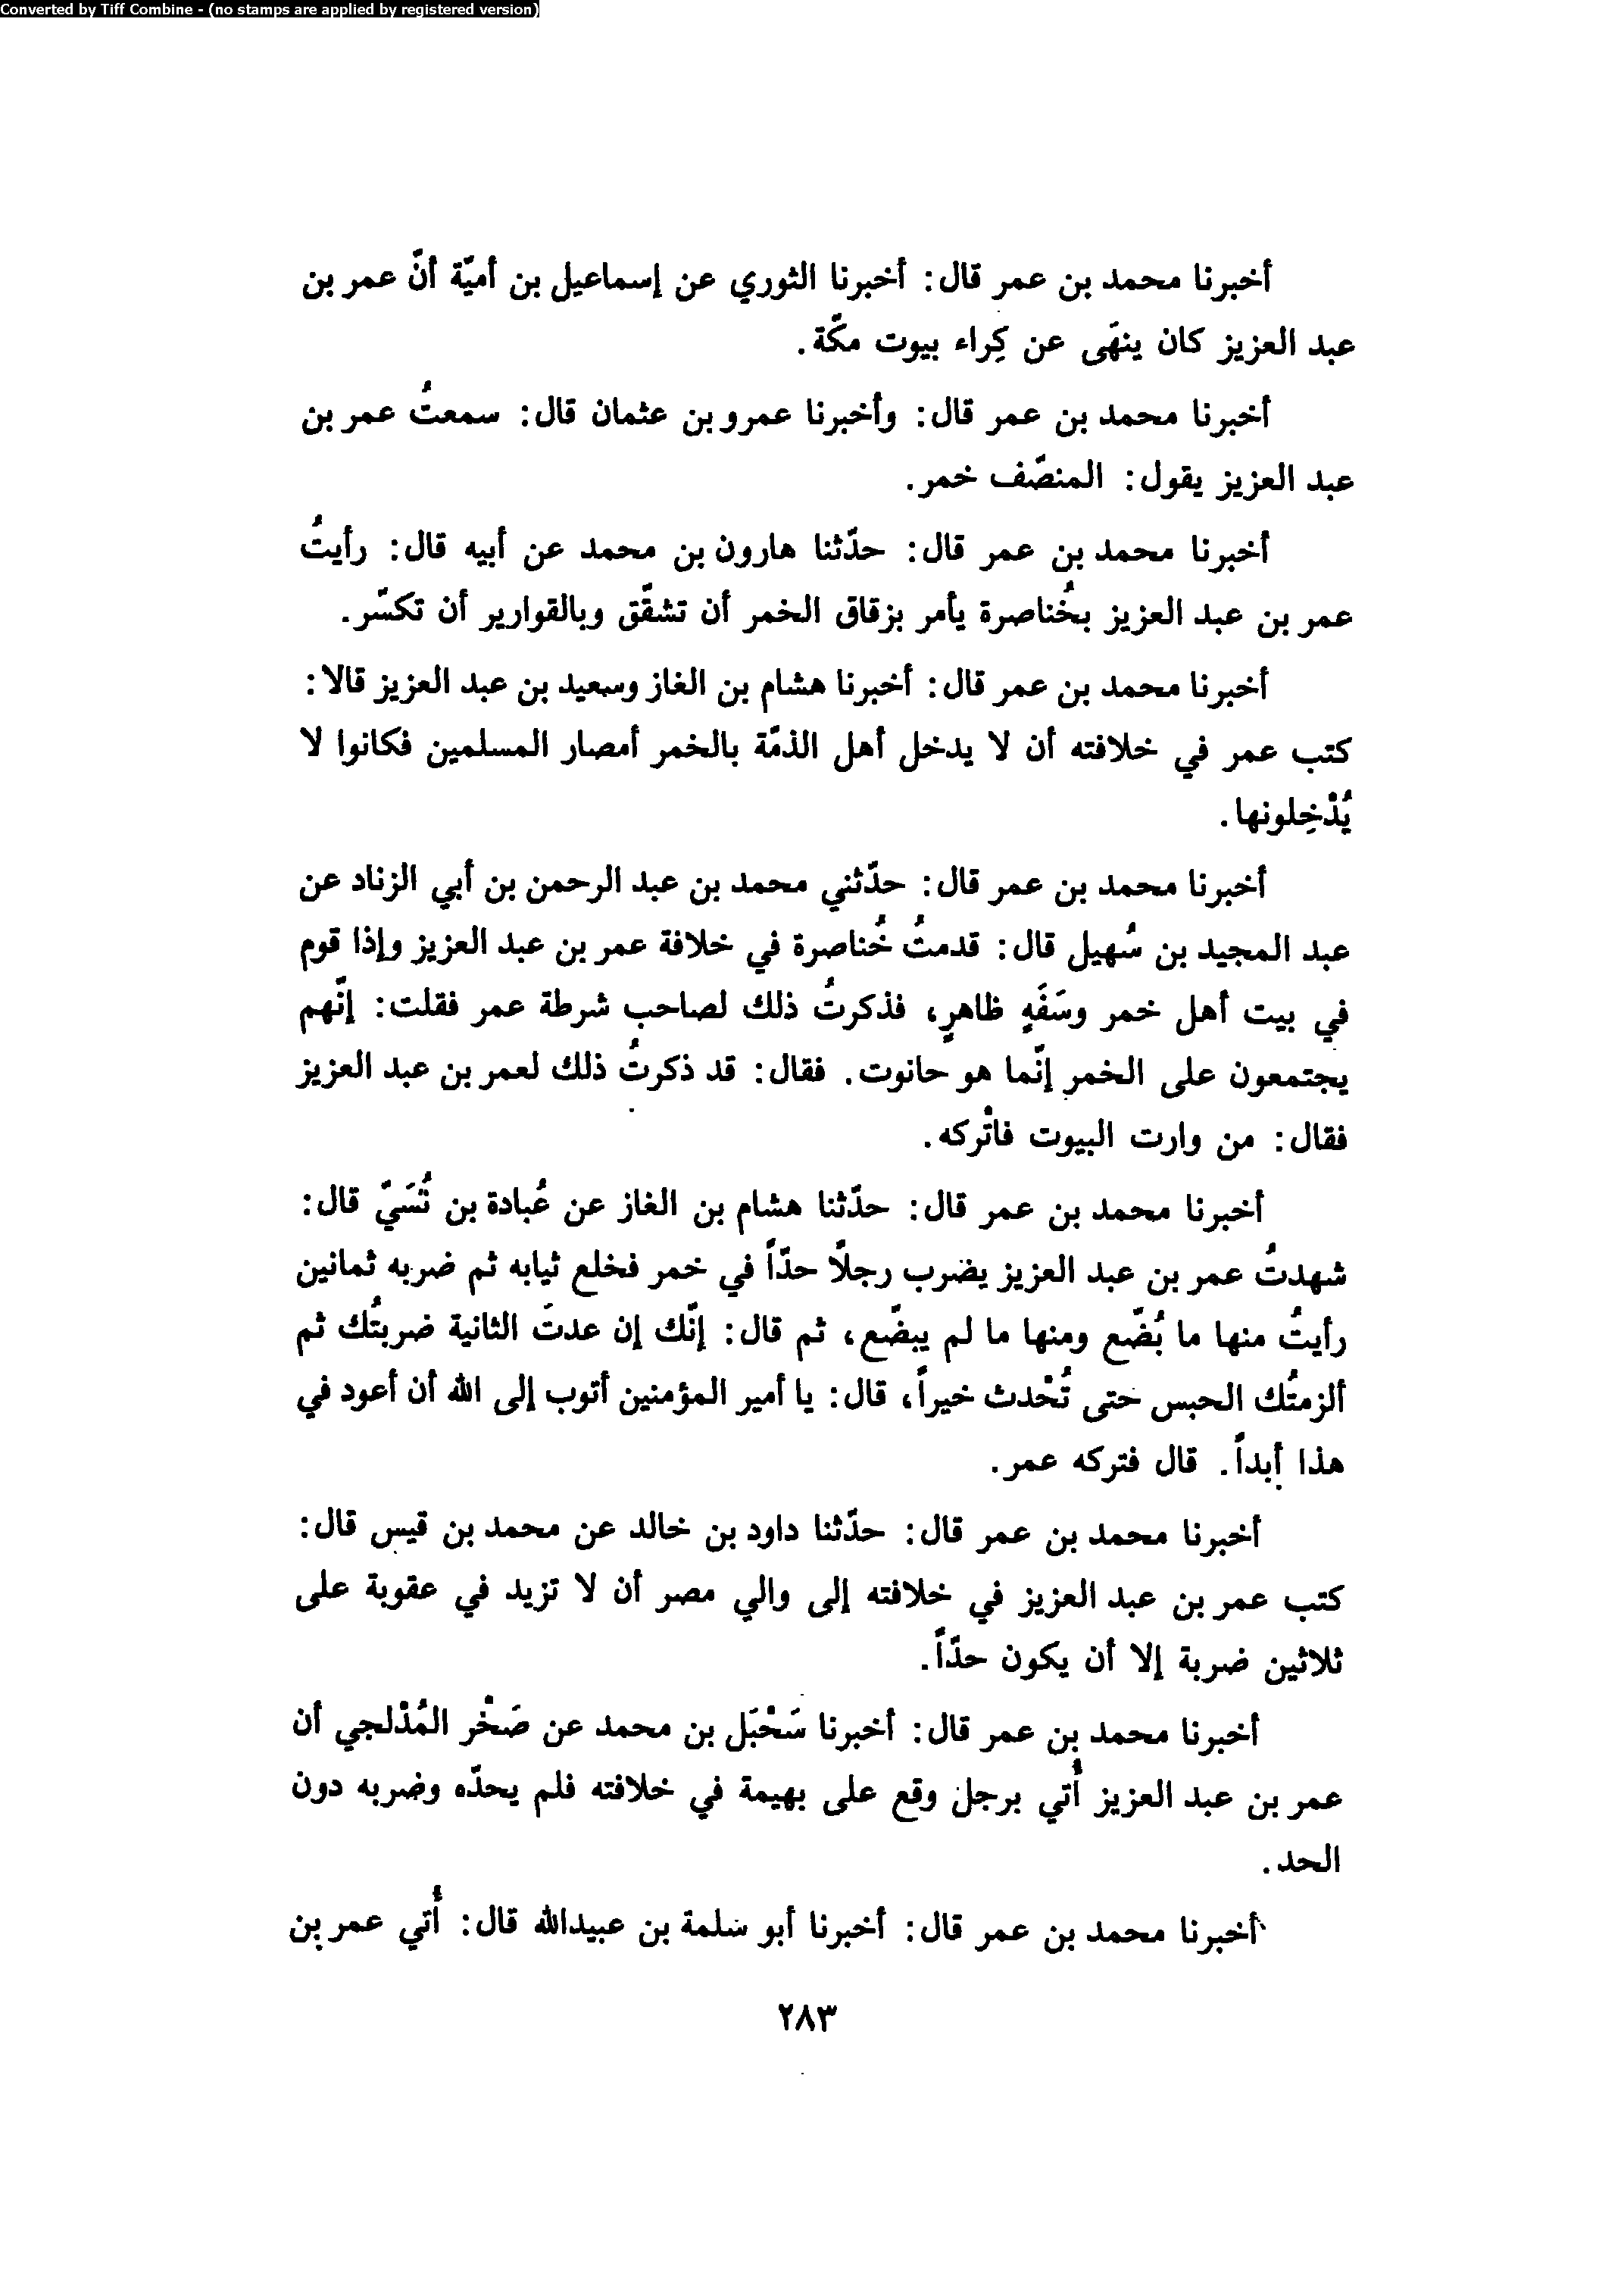 Converted by Tiff Combine - (no stamps are applied by registered version)
أخبرنا محمد بن عمر قال: أخبرنا الثوري عن إسماعيل بن أميّة أنّ عمر بن
عبد العزيز كان ينهَى عن كِراء بيوت مكّة.
أخبرنا محمد بن عمر قال: وأخبرنا عمرو بن عثمان قال: سمعتُ عمر بن
عبد العزيز يقول: المنصّف خمر.
أخبرنا محمد بن عمر قال: حدّثنا هارون بن محمد عن أبيه قال: رأيتُ
عمر بن عبد العزيز بخُناصرة يأمر بزقاق الخمر أن تشقّق وبالقوارير أن تكسّر.
أخبرنا محمد بن عمر قال: أخبرنا هشام بن الغاز وسعيد بن عبد العزيز قالا:
كتب عمر في خلافته أن لا يدخل أهل الذمّة بالخمر أمصار المسلمين فكانوا لا
يُدْخِلونها.
أخبرنا محمد بن عمر قال: حدّثني محمد بن عبد الرحمن بن أبي الزناد عن
عبد المجيد بن سُهيل قال: قدمتُ خُناصرة في خلافة عمر بن عبد العزيز وإذا قوم
في بيت أهل خمر وسَفَهٍ ظاهرٍ، فذكرتُ ذلك لصاحب شرطة عمر فقلت: إنّهم
يجتمعون على الخمر إنّما هو حانوت. فقال: قد ذكرتُ ذلك لعمر بن عبد العزيز
فقال: من وارت البيوت فاتْركه.
أخبرنا محمد بن عمر قال: حدّثنا هشام بن الغاز عن عُبادة بن نُسَيّ قال:
شهدتُ عمر بن عبد العزيز يضرب رجلًا حدّاً في خمر فخلع ثيابه ثم ضربه ثمانين
رأيتُ منها ما بُضّع ومنها ما لم يبضّع، ثم قال: إنّك إن عدتَ الثانية ضربتُك ثم
ألزمتُك الحبس حتى تُحْدث خيراً، قال: يا أمير المؤمنين أتوب إلى الله أن أعود في
هذا أبداً. قال فتركه عمر.
أخبرنا محمد بن عمر قال: حدّثنا داود بن خالد عن محمد بن قيس قال:
كتب عمر بن عبد العزيز في خلافته إلى والي مصر أن لا تزيد في عقوبة على
ثلاثين ضربة إلا أن يكون حدّاً.
أخبرنا محمد بن عمر قال: أخبرنا سَحْبَل بن محمد عن صَخْر المُدْلجي أن
عمر بن عبد العزيز أُتي برجل وقع على بهيمة في خلافته فلم يحدّه وضربه دون
الحد.
أخبرنا محمد بن عمر قال: أخبرنا أبو سلمة بن عبيدالله قال: أُتي عمر بن
٢٨٣